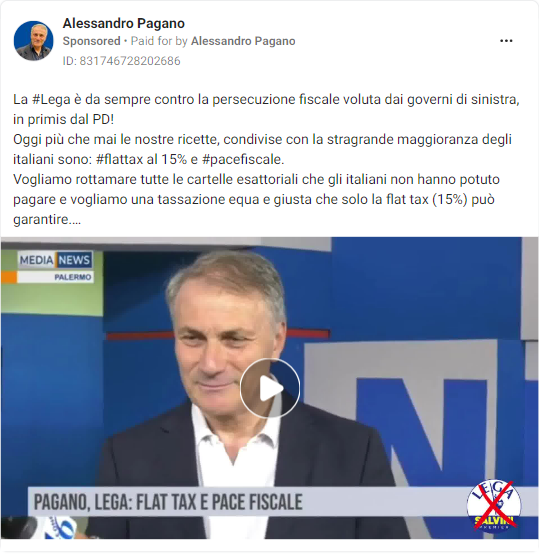 Alessandro Pagano
Sponsored • Paid for by Alessandro Pagano
ID: 831746728202686
La #Lega è da sempre contro la persecuzione fiscale voluta dai governi di sinistra,
in primis dal PD!
Oggi più che mai le nostre ricette, condivise con la stragrande maggioranza degli
italiani sono: #flattax al 15% e #pacefiscale.
Vogliamo rottamare tutte le cartelle esattoriali che gli italiani non hanno potuto
pagare e vogliamo una tassazione equa e giusta che solo la flat tax (15%) può
garantire....
MEDIA NEWS
PALERMO
N
PAGANO, LEGA: FLAT TAX E PACE FISCALE
LEGA
SALVINI
PREMIER